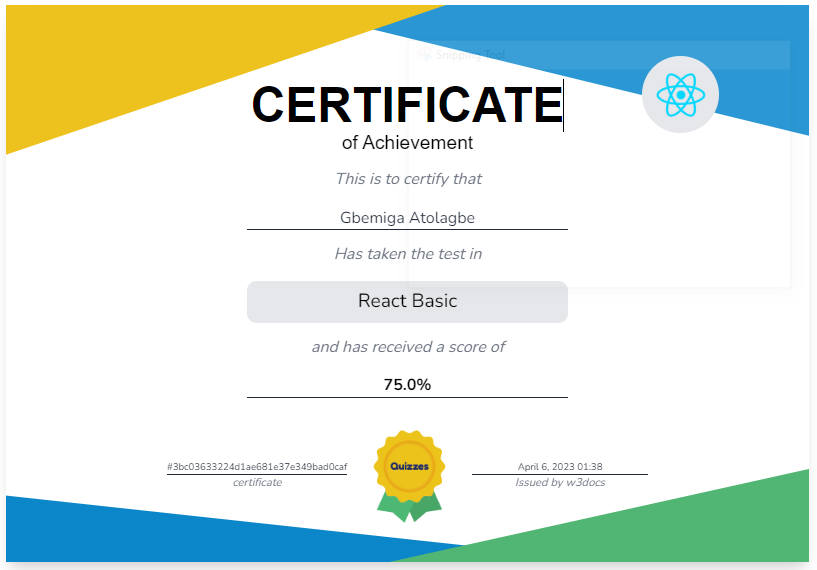 Snipping Tool
CERTIFICATE
of Achievement
This is to certify that
Gbemiga Atolagbe
Has taken the test in
React Basic
and has received a score of
75.0%
#3bc03633224d1ae681e37e349bad0caf
certificate
Quizzes
April 6, 2023 01:38
Issued by w3docs